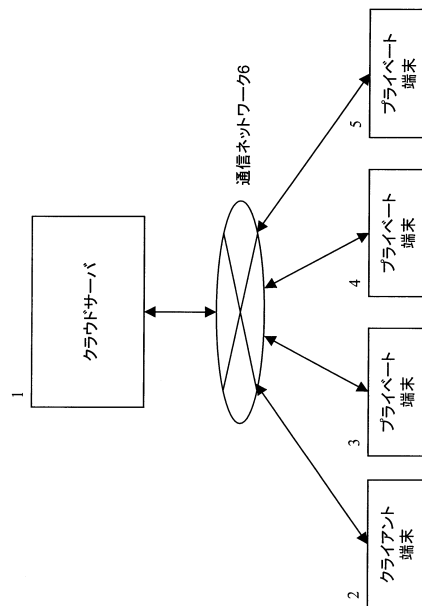 1
クラウドサーバ
通信ネットワーク6
2
クライアント
端末
3
プライベート
端末
4
プライベート
端末
5
プライベート
端末